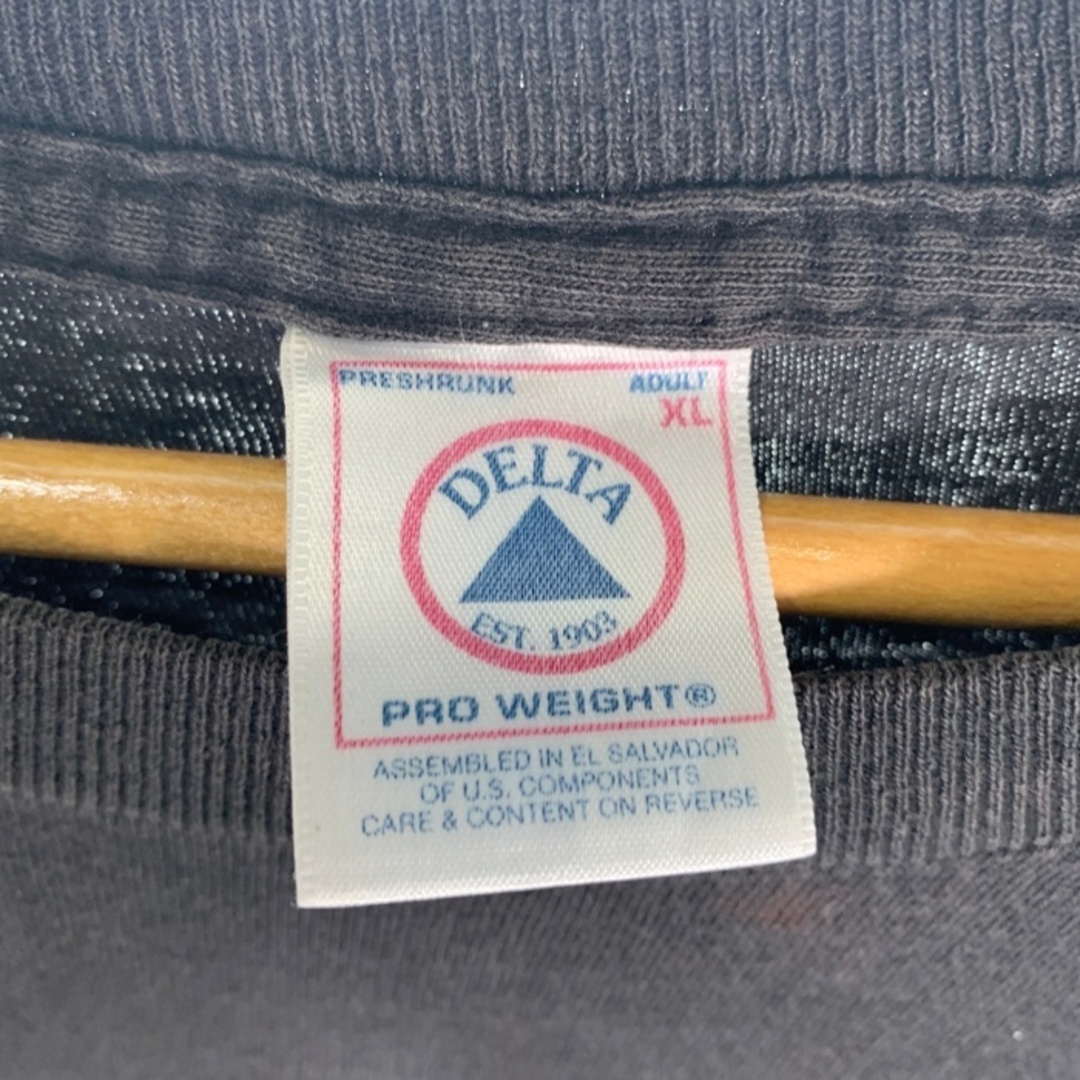 PRESHRUNK ADULT
XL
DELTA
EST. 1903
PRO WEIGHT®
ASSEMBLED IN EL SALVADOR
OF U.S. COMPONENTS
CARE & CONTENT ON REVERSE